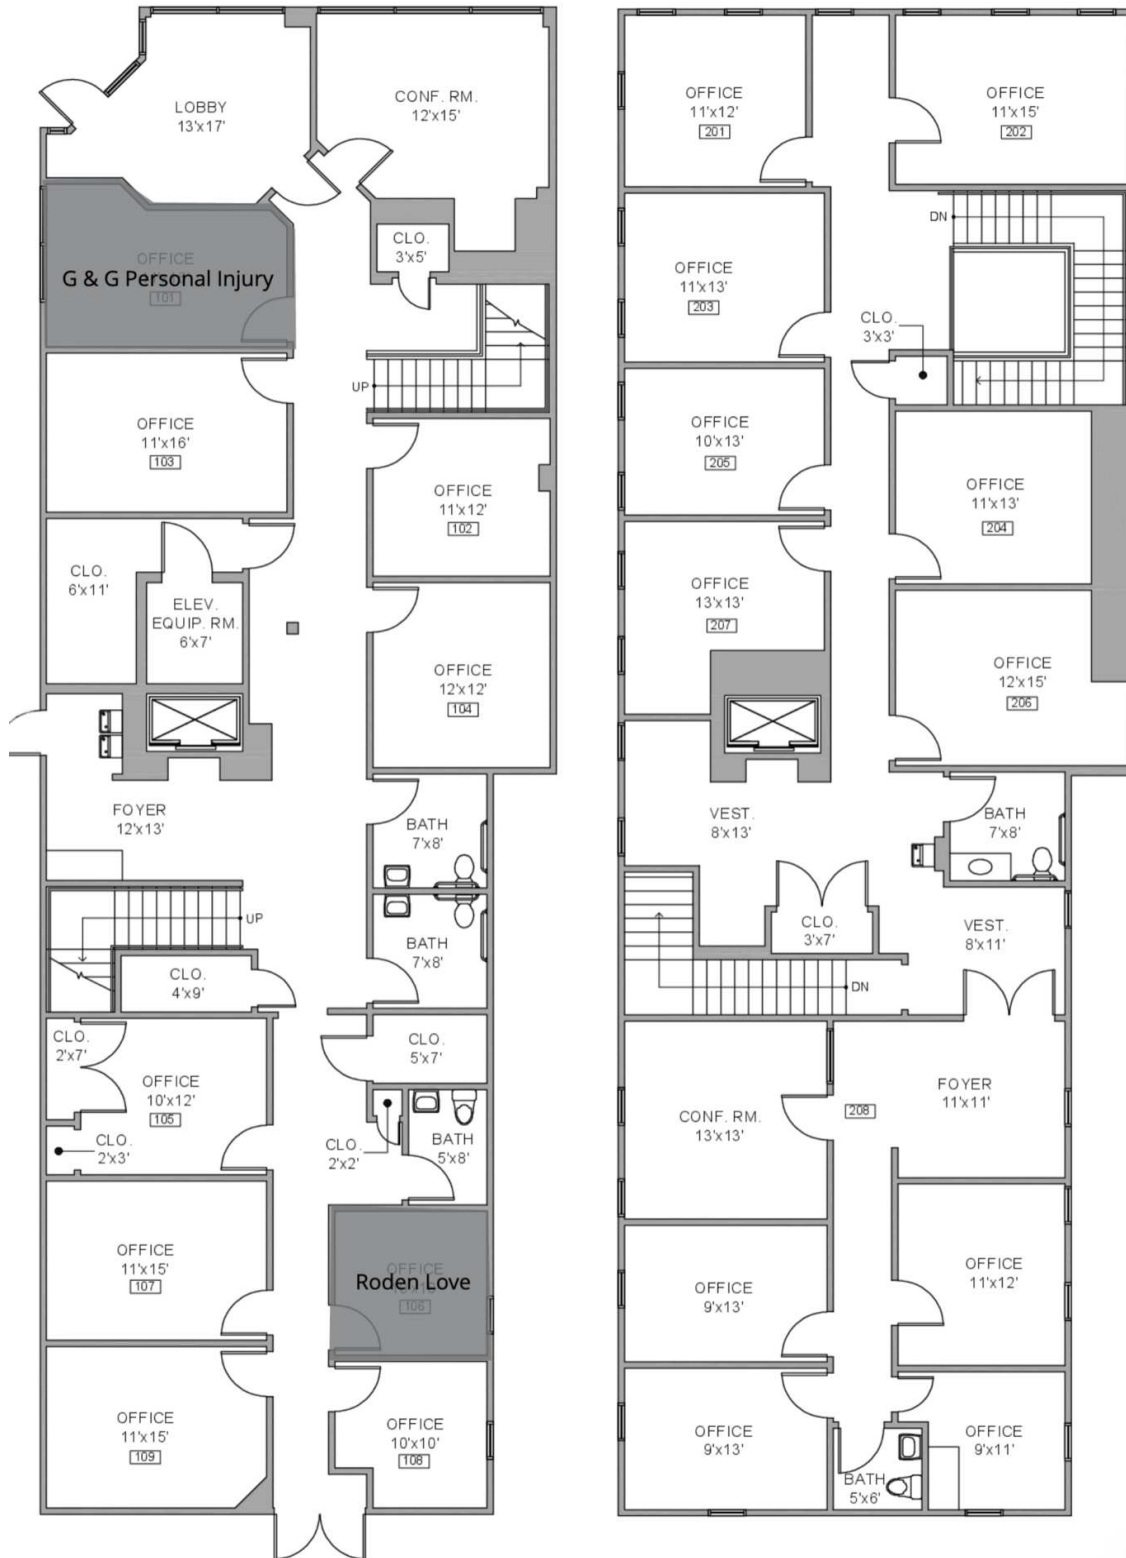 LOBBY
13'x17'
CONF. RM.
12'x15'
OFFICE
G & G Personal Injury
101
CLO.
3'x5'
UP
OFFICE
11'x16'
103
OFFICE
11'x12'
102
CLO.
6'x11'
ELEV.
EQUIP. RM.
6'x7'
OFFICE
12'x12'
104
FOYER
12'x13'
BATH
7'x8'
UP
BATH
7'x8'
CLO.
4'x9'
CLO.
2'x7'
OFFICE
10'x12'
105
CLO.
5'x7'
CLO.
2'x3'
CLO.
2'x2'
BATH
5'x8'
OFFICE
11'x15'
107
OFFICE
Roden Love
106
OFFICE
11'x15'
109
OFFICE
10'x10'
108
OFFICE
11'x12'
201
OFFICE
11'x15'
202
DN
OFFICE
11'x13'
203
CLO.
3'x3'
OFFICE
10'x13'
205
OFFICE
11'x13'
204
OFFICE
13'x13'
207
OFFICE
12'x15'
206
VEST.
8'x13'
BATH
7'x8'
CLO.
3'x7'
VEST.
8'x11'
DN
CONF. RM.
13'x13'
208
FOYER
11'x11'
OFFICE
9'x13'
OFFICE
11'x12'
OFFICE
9'x13'
OFFICE
9'x11'
BATH
5'x6'